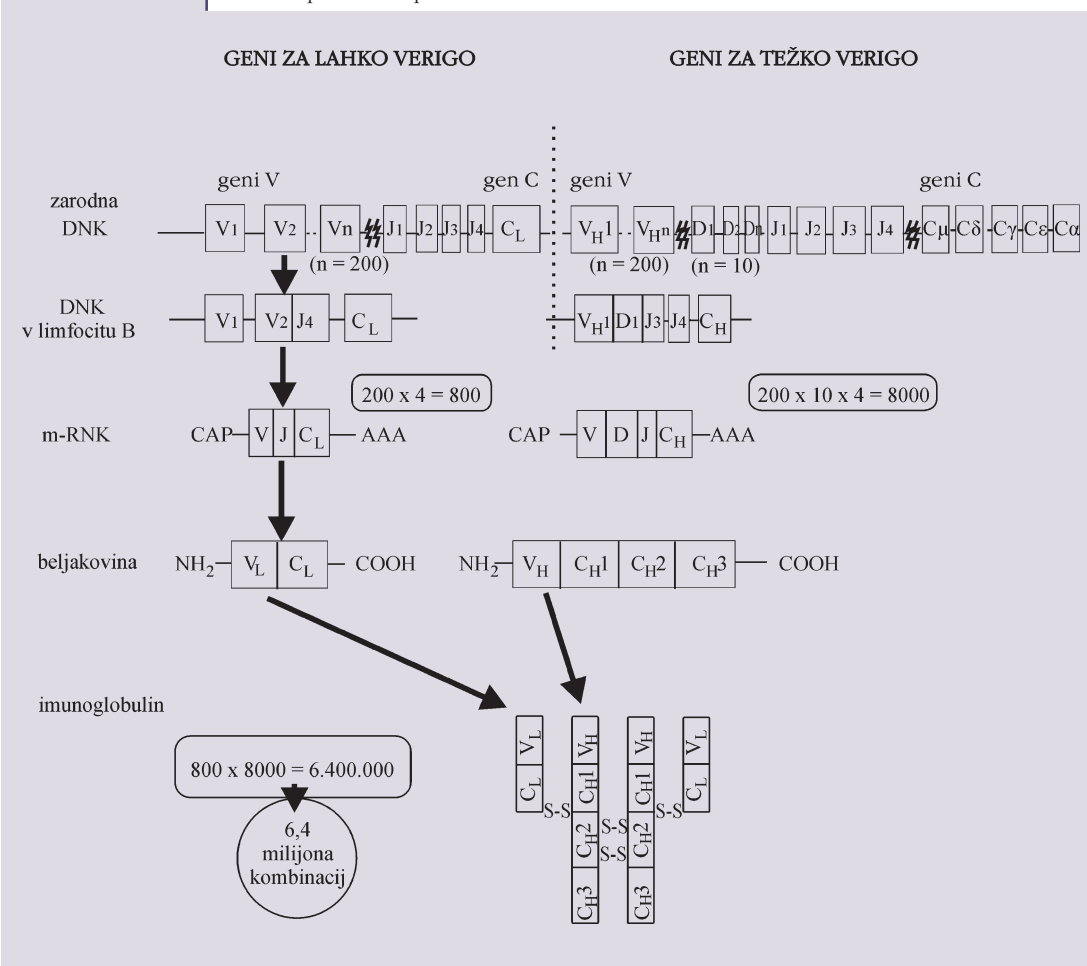 GENI ZA LAHKO VERIGO GENI ZA TEŽKO VERIGO
geni V gen C geni V geni C
zarodna
DNK V1 V2 Vn J1 J2 J3 J4 CL VH1 VHn D1 D2 Dn J1 J2 J3 J4 Cμ Cδ Cγ Cε Cα
(n = 200) (n = 200) (n = 10)
DNK
v limfocitu B V1 V2 J4 CL VH1 D1 J3 J4 CH
200 x 4 = 800 200 x 10 x 4 = 8000
m-RNK CAP V J CL AAA CAP V D J CH AAA
beljakovina NH2 VL CL COOH NH2 VH CH1 CH2 CH3 COOH
imunoglobulin
VL VH VH VL
CL CH1 CH1 CL
S-S S-S
CH2 S-S CH2
S-S
CH3 CH3
800 x 8000 = 6.400.000
6,4
milijona
kombinacij